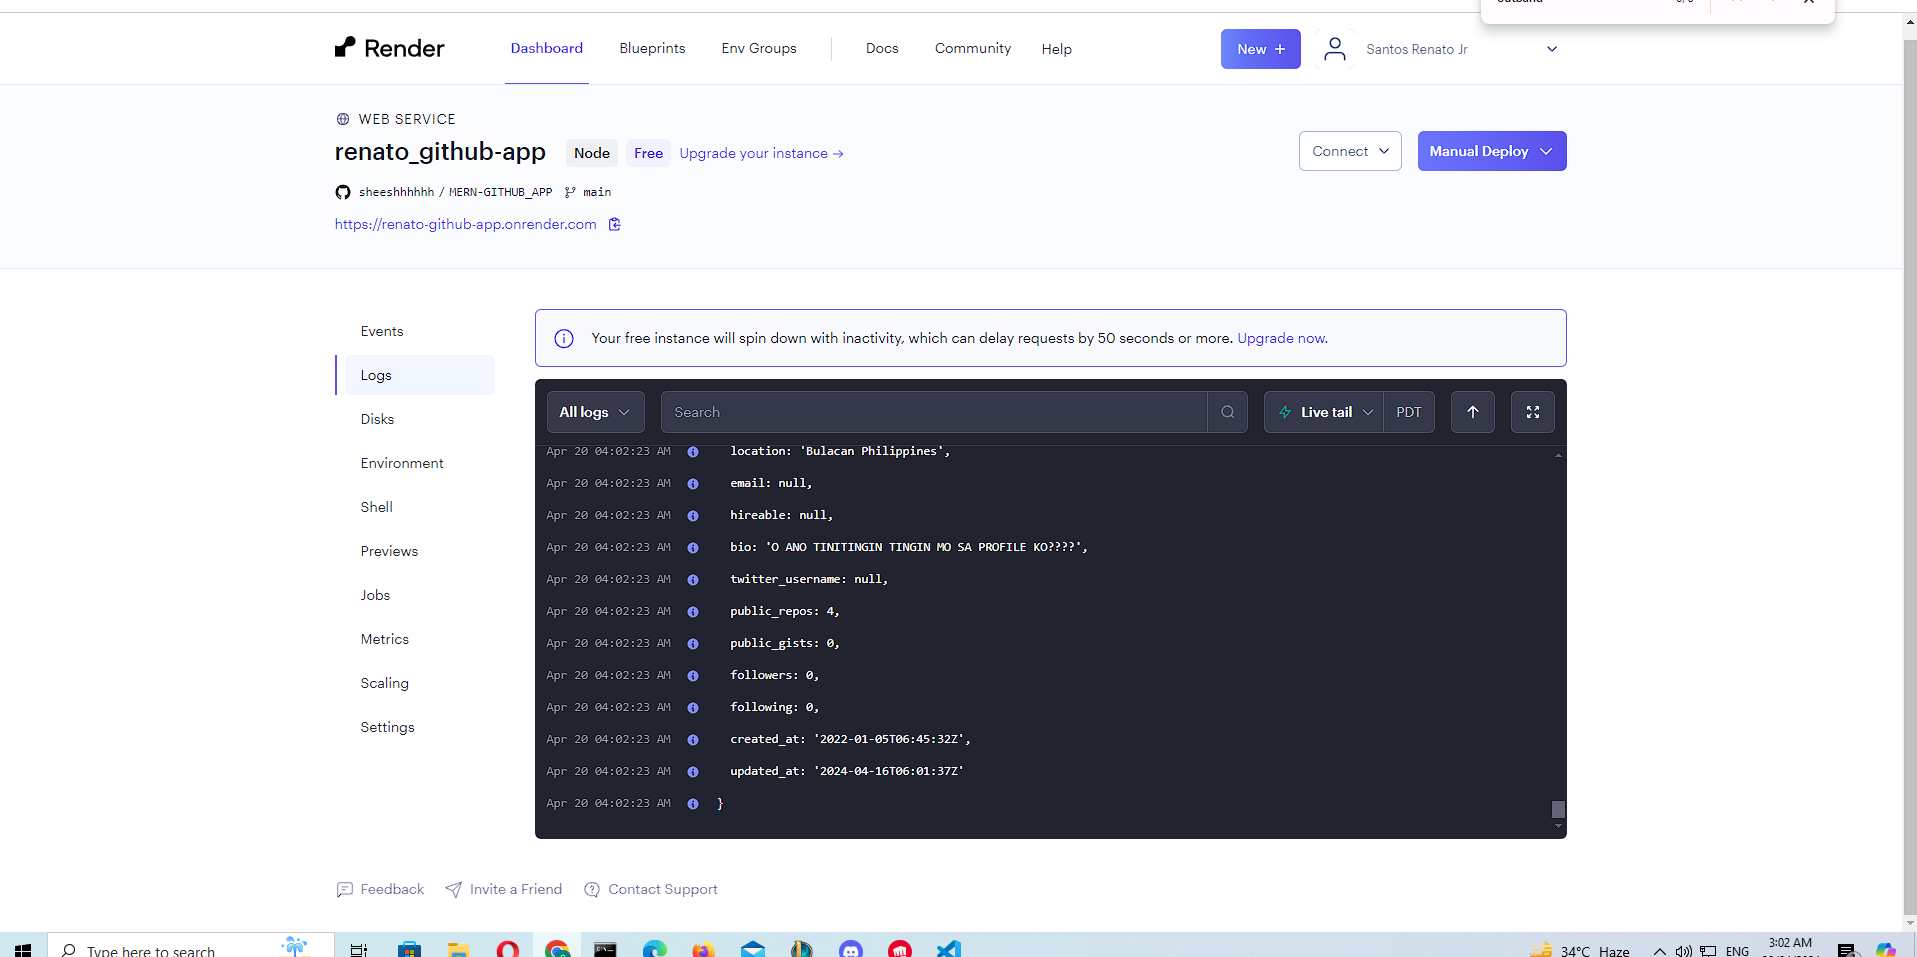 Render
Dashboard
Blueprints
Env Groups
Docs
Community
Help
New +
Santos Renato Jr
WEB SERVICE
renato_github-app
Node
Free
Upgrade your instance →
Connect
Manual Deploy
sheeshhhhhh / MERN-GITHUB_APP
main
https://renato-github-app.onrender.com
Events
Logs
Disks
Environment
Shell
Previews
Jobs
Metrics
Scaling
Settings
Your free instance will spin down with inactivity, which can delay requests by 50 seconds or more. Upgrade now.
All logs
Search
Live tail
PDT
Apr 20 04:02:23 AM location: 'Bulacan Philippines',
Apr 20 04:02:23 AM email: null,
Apr 20 04:02:23 AM hireable: null,
Apr 20 04:02:23 AM bio: 'O ANO TINITINGIN TINGIN MO SA PROFILE KO????',
Apr 20 04:02:23 AM twitter_username: null,
Apr 20 04:02:23 AM public_repos: 4,
Apr 20 04:02:23 AM public_gists: 0,
Apr 20 04:02:23 AM followers: 0,
Apr 20 04:02:23 AM following: 0,
Apr 20 04:02:23 AM created_at: '2022-01-05T06:45:32Z',
Apr 20 04:02:23 AM updated_at: '2024-04-16T06:01:37Z'
Apr 20 04:02:23 AM }
Feedback
Invite a Friend
Contact Support
Type here to search
34°C Haze
ENG
3:02 AM